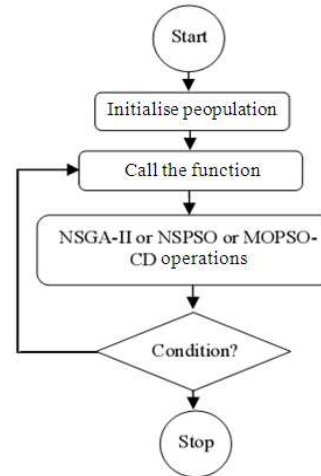 Start
Initialise peopulation
Call the function
NSGA-II or NSPSO or MOPSO-
CD operations
Condition?
Stop